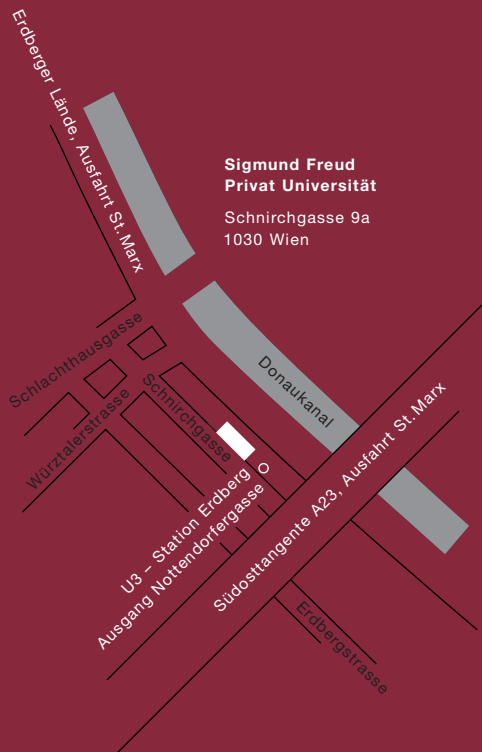 Erdberger Lände, Ausfahrt St. Marx
Sigmund Freud
Privat Universität
Schnirchgasse 9a
1030 Wien
Schlachthausgasse
Würztalerstrasse
Schnirchgasse
Donaukanal
U3 – Station Erdberg
Ausgang Nottendorfergasse
Südosttangente A23, Ausfahrt St. Marx
Erdbergstrasse